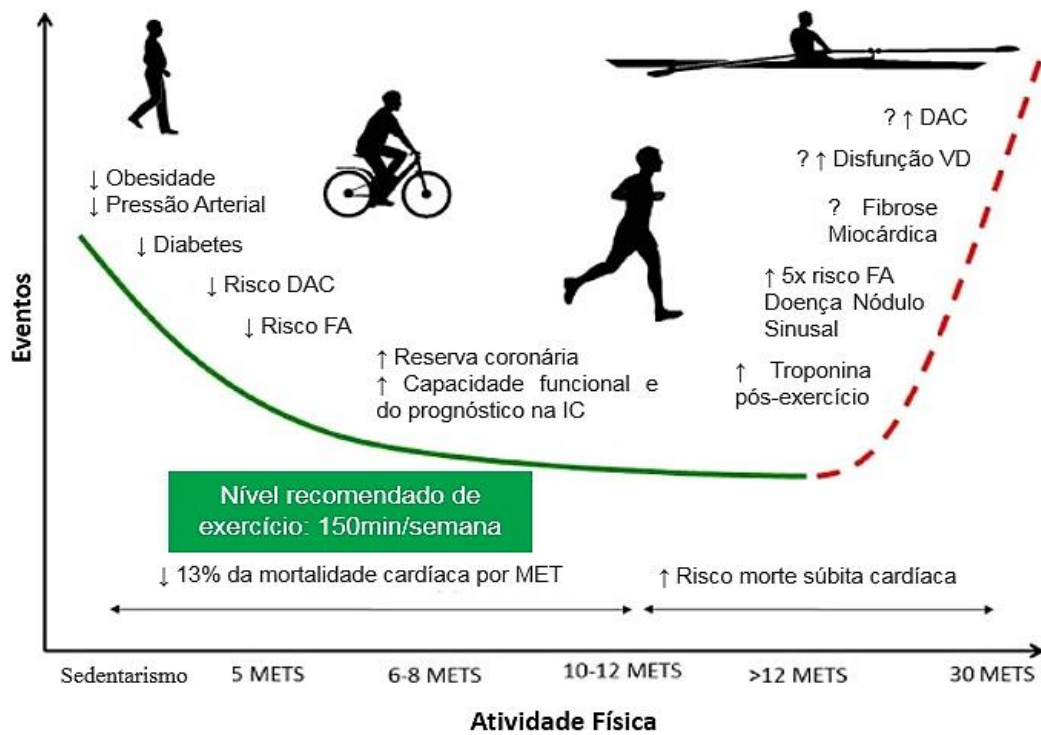 Eventos
↓ Obesidade
↓ Pressão Arterial
↓ Diabetes
↓ Risco DAC
↓ Risco FA
↑ Reserva coronária
↑ Capacidade funcional e
do prognóstico na IC
? ↑ DAC
? ↑ Disfunção VD
? Fibrose
Miocárdica
↑ 5x risco FA
Doença Nódulo
Sinusal
↑ Troponina
pós-exercício
Nível recomendado de
exercício: 150min/semana
↓ 13% da mortalidade cardíaca por MET
↑ Risco morte súbita cardíaca
Sedentarismo
5 METS
6-8 METS
10-12 METS
>12 METS
30 METS
Atividade Física